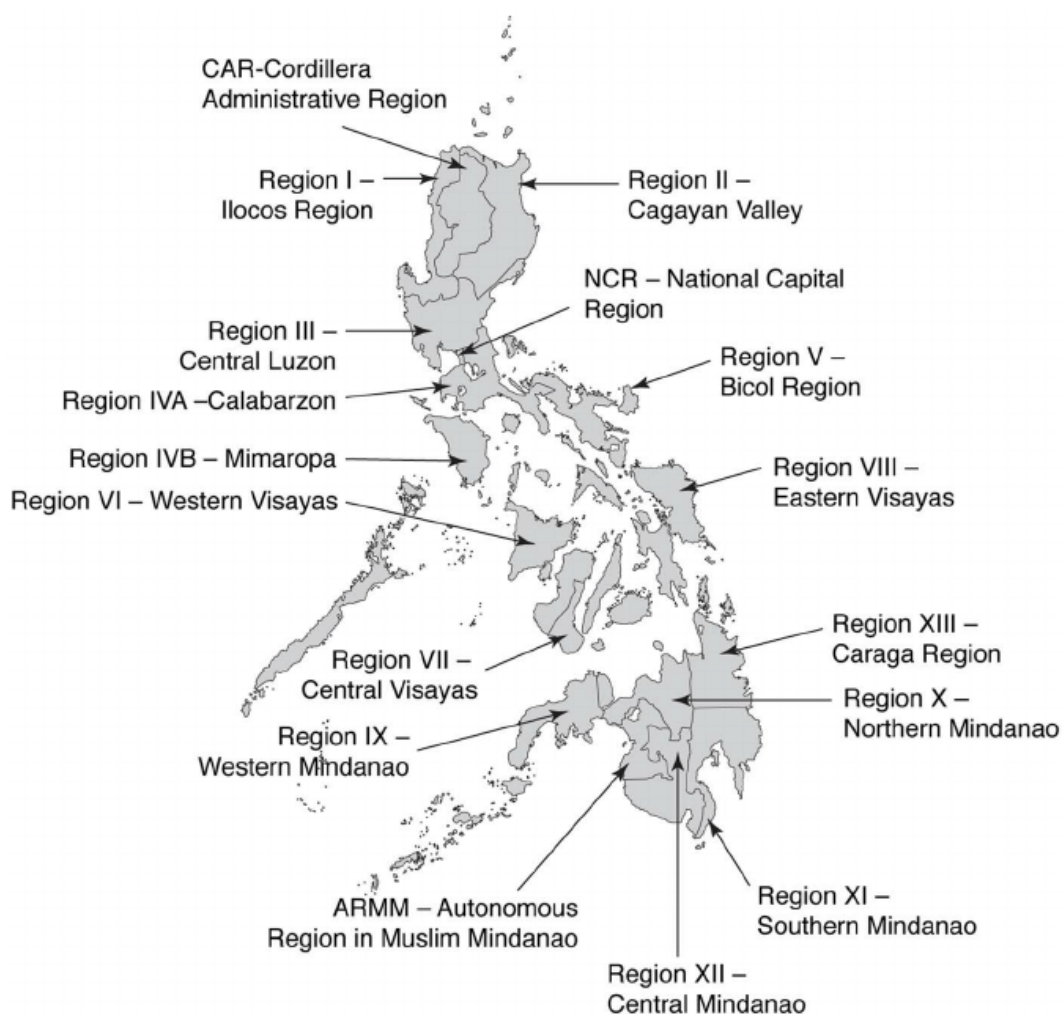 CAR-Cordillera
Administrative Region
Region I –
Ilocos Region
Region II –
Cagayan Valley
NCR – National Capital
Region
Region III –
Central Luzon
Region V –
Bicol Region
Region IVA –Calabarzon
Region IVB – Mimaropa
Region VIII –
Eastern Visayas
Region VI – Western Visayas
Region XIII –
Caraga Region
Region VII –
Central Visayas
Region X –
Northern Mindanao
Region IX –
Western Mindanao
ARMM – Autonomous
Region in Muslim Mindanao
Region XI –
Southern Mindanao
Region XII –
Central Mindanao